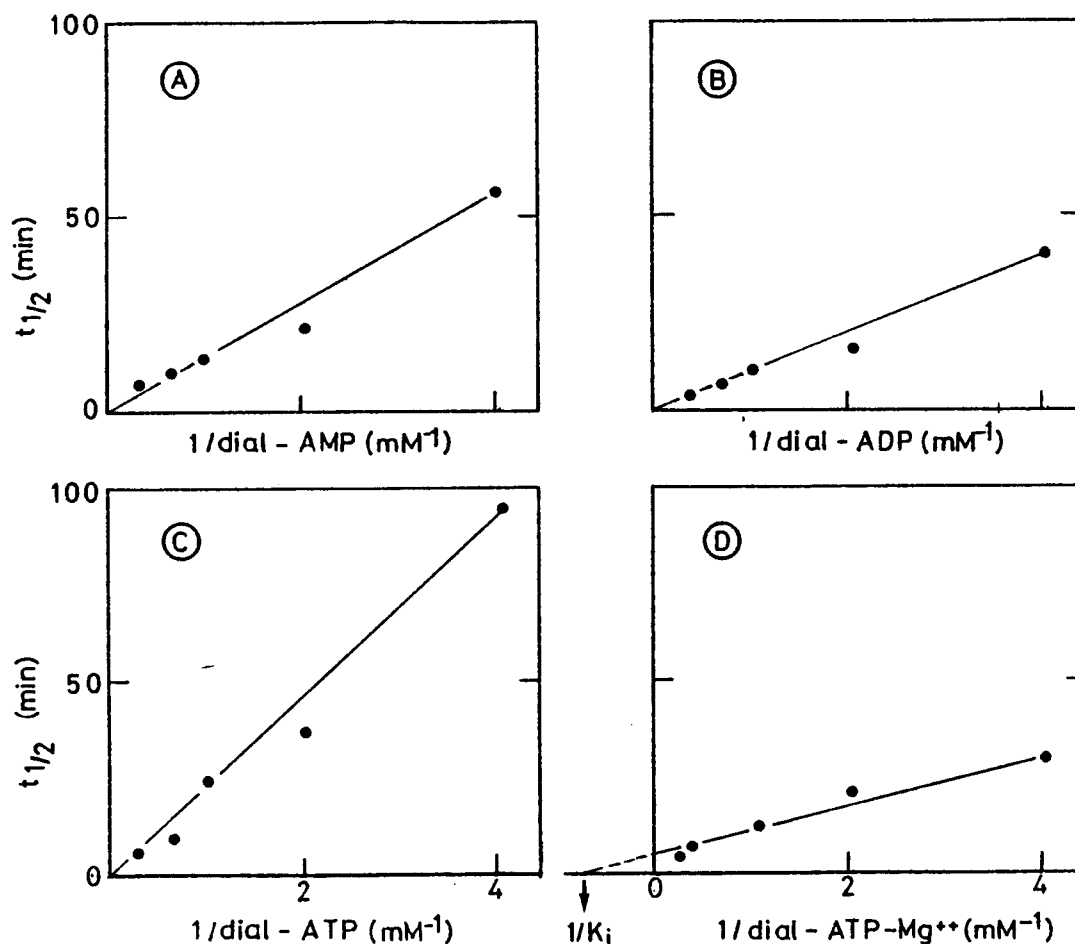 100
A
B
50
0
t1/2 (min)
2
4
1/dial - AMP (mM⁻¹)
1/dial - ADP (mM⁻¹)
100
C
D
50
0
t1/2 (min)
2
4
0
2
4
1/dial - ATP (mM⁻¹)
1/Ki
1/dial - ATP-Mg⁺⁺ (mM⁻¹)